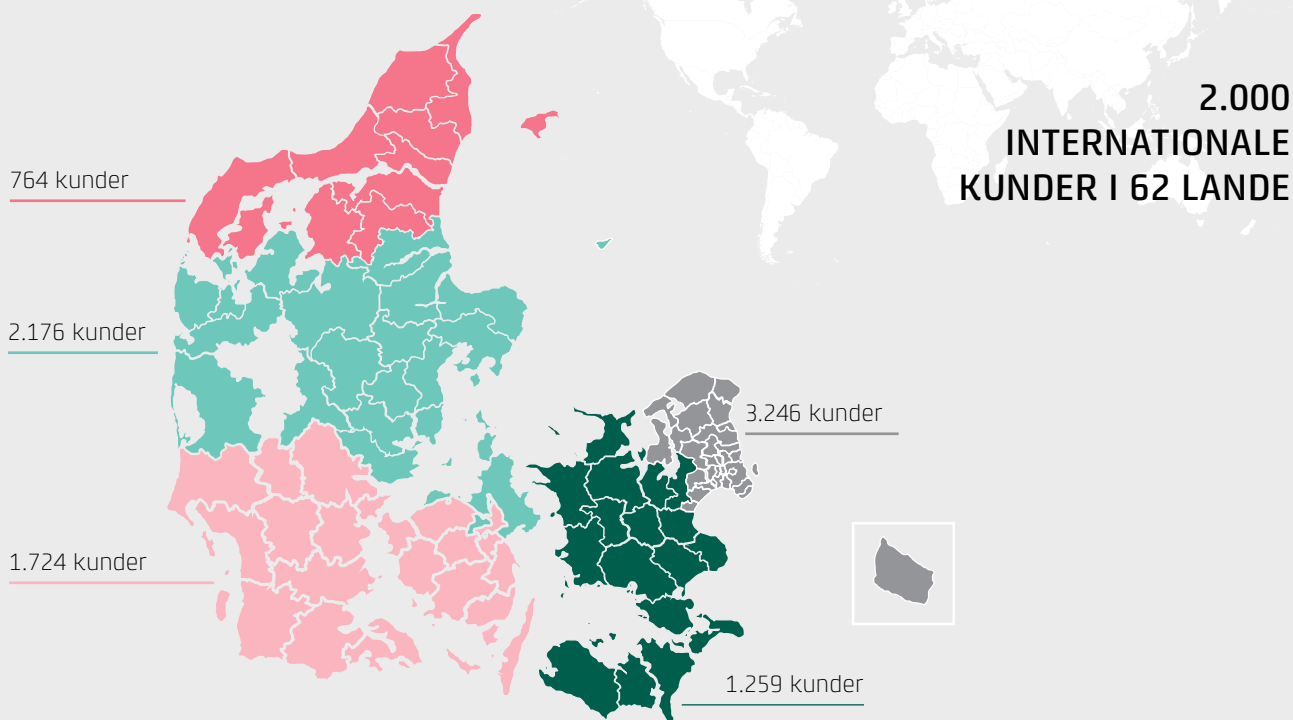 2.000
INTERNATIONALE
KUNDER I 62 LANDE
764 kunder
2.176 kunder
3.246 kunder
1.724 kunder
1.259 kunder